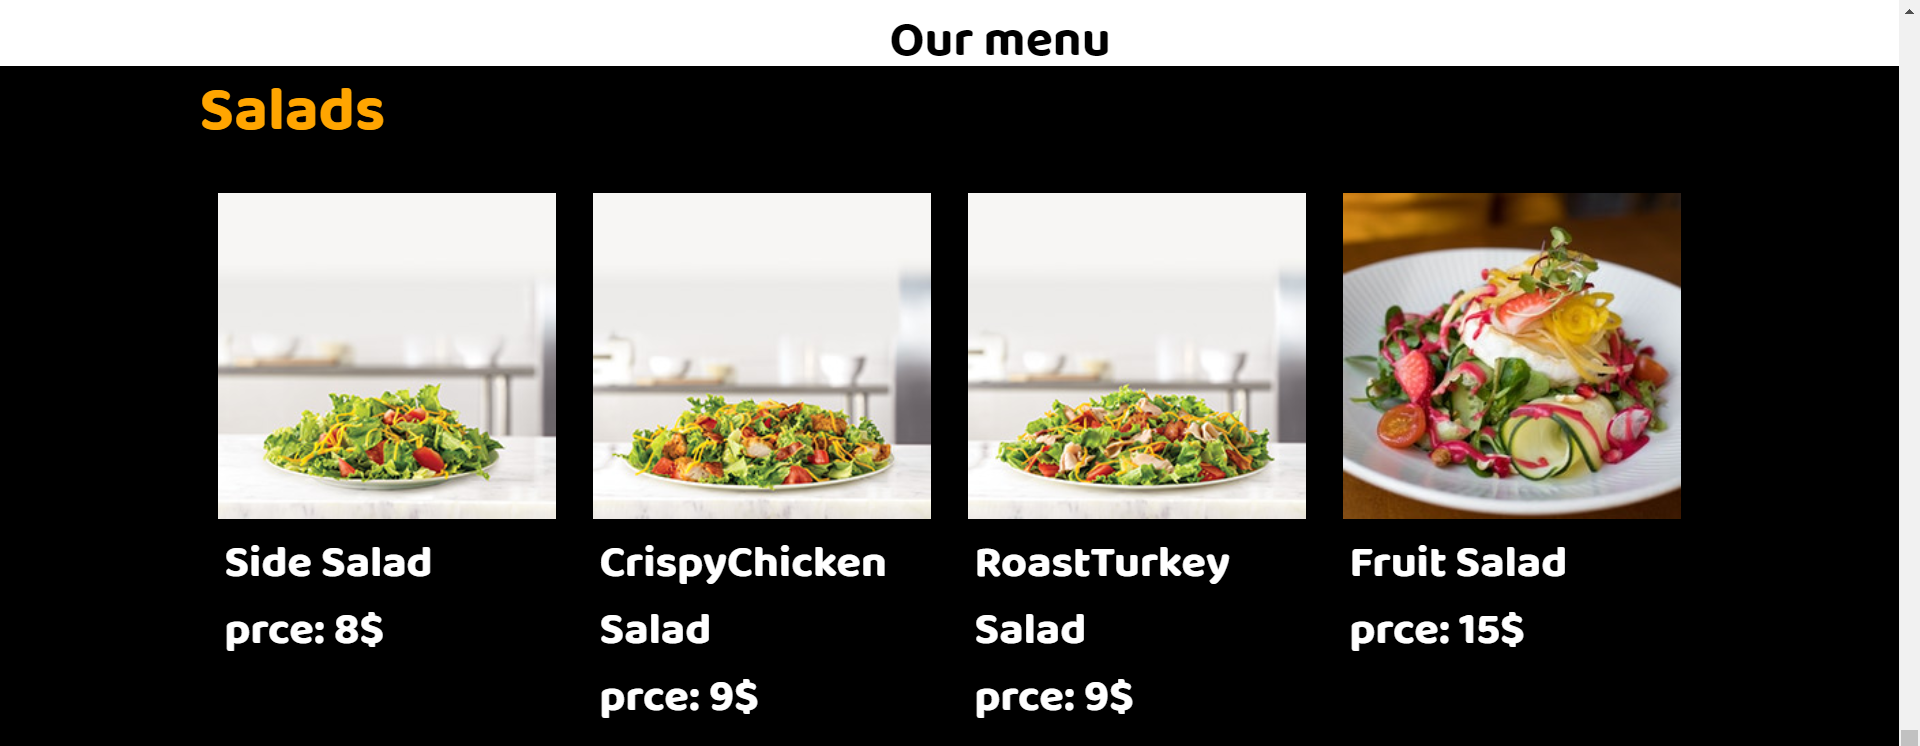 Our menu
Salads
Side Salad
prce: 8$
CrispyChicken
Salad
prce: 9$
RoastTurkey
Salad
prce: 9$
Fruit Salad
prce: 15$